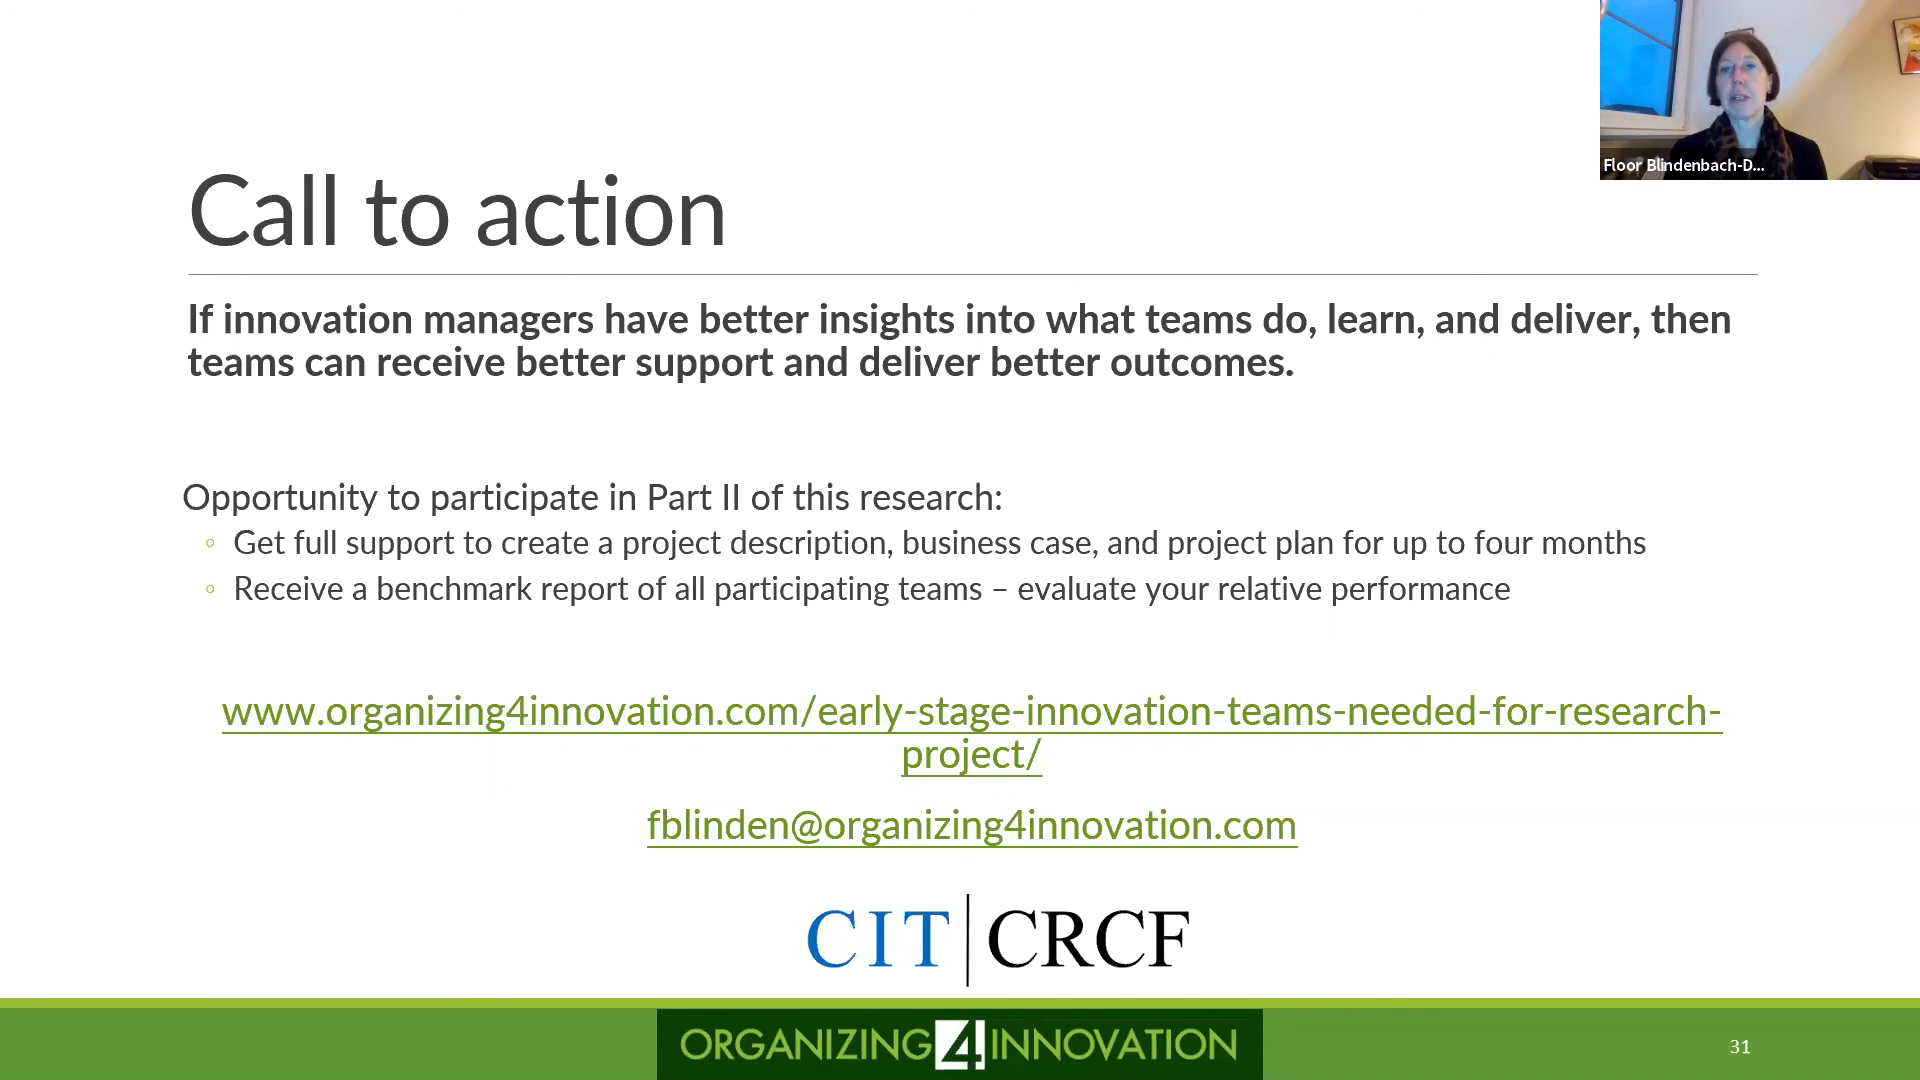 Floor Blindenbach-D...
Call to action
If innovation managers have better insights into what teams do, learn, and deliver, then
teams can receive better support and deliver better outcomes.
Opportunity to participate in Part II of this research:
◦ Get full support to create a project description, business case, and project plan for up to four months
◦ Receive a benchmark report of all participating teams – evaluate your relative performance
www.organizing4innovation.com/early-stage-innovation-teams-needed-for-research-
project/
fblinden@organizing4innovation.com
CIT|CRCF
ORGANIZING 4 INNOVATION
31